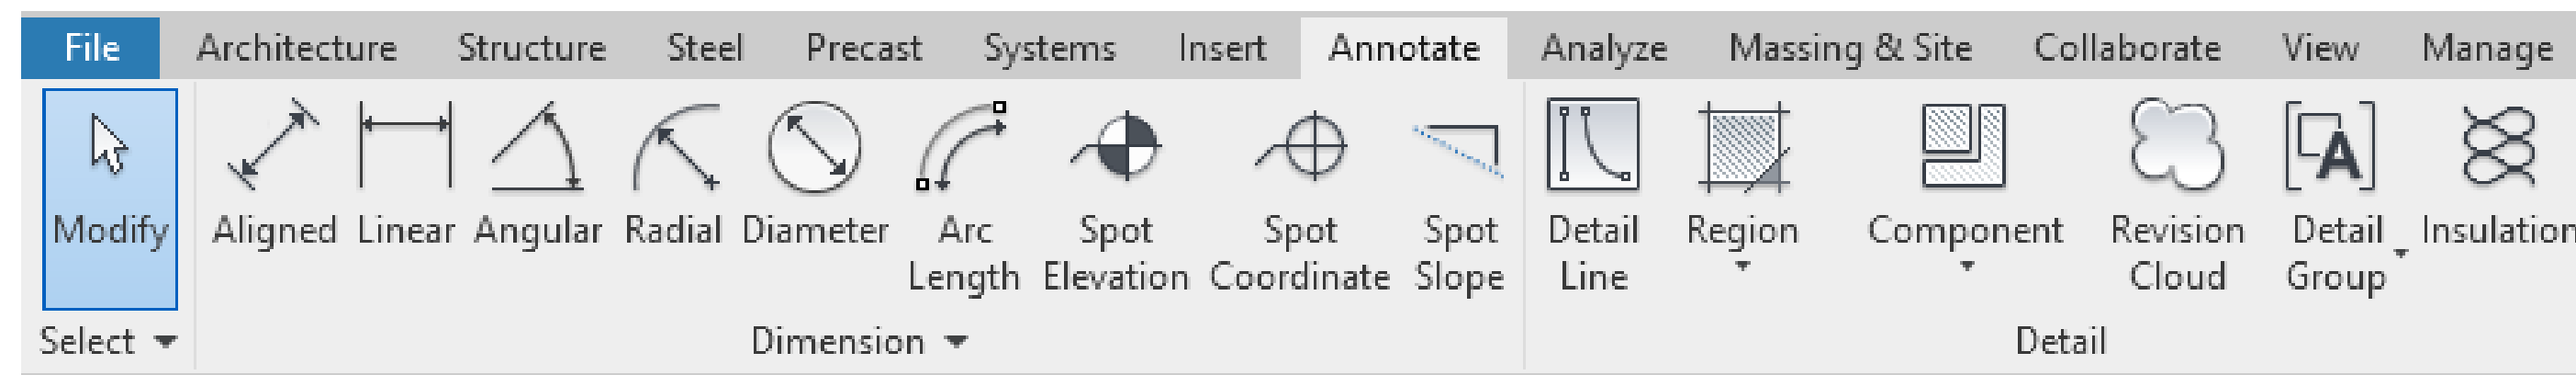 File Architecture Structure Steel Precast Systems Insert Annotate Analyze Massing & Site Collaborate View Manage
Modify Aligned Linear Angular Radial Diameter Arc Spot Spot Spot Detail Region Component Revision Detail Insulation
Length Elevation Coordinate Slope Line Cloud Group
Select Dimension Detail